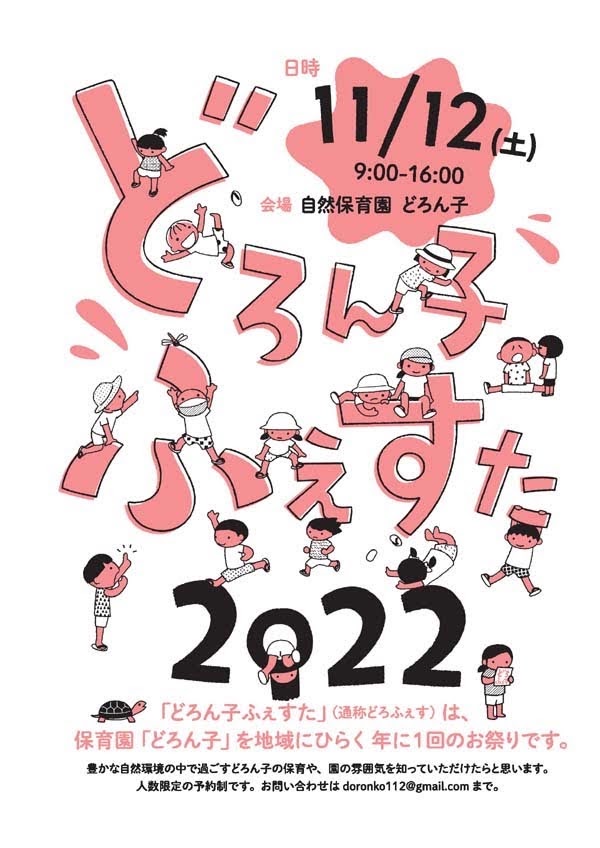 日時
11/12(土)
9:00-16:00
会場 自然保育園 どろん子
どろん子
ふぇすた
2022
「どろん子ふぇすた」(通称どろふぇす)は、
保育園「どろん子」を地域にひらく 年に1回のお祭りです。
豊かな自然環境の中で過ごすどろん子の保育や、園の雰囲気を知っていただけたらと思います。
人数限定の予約制です。お問い合わせは doronko112@gmail.com まで。